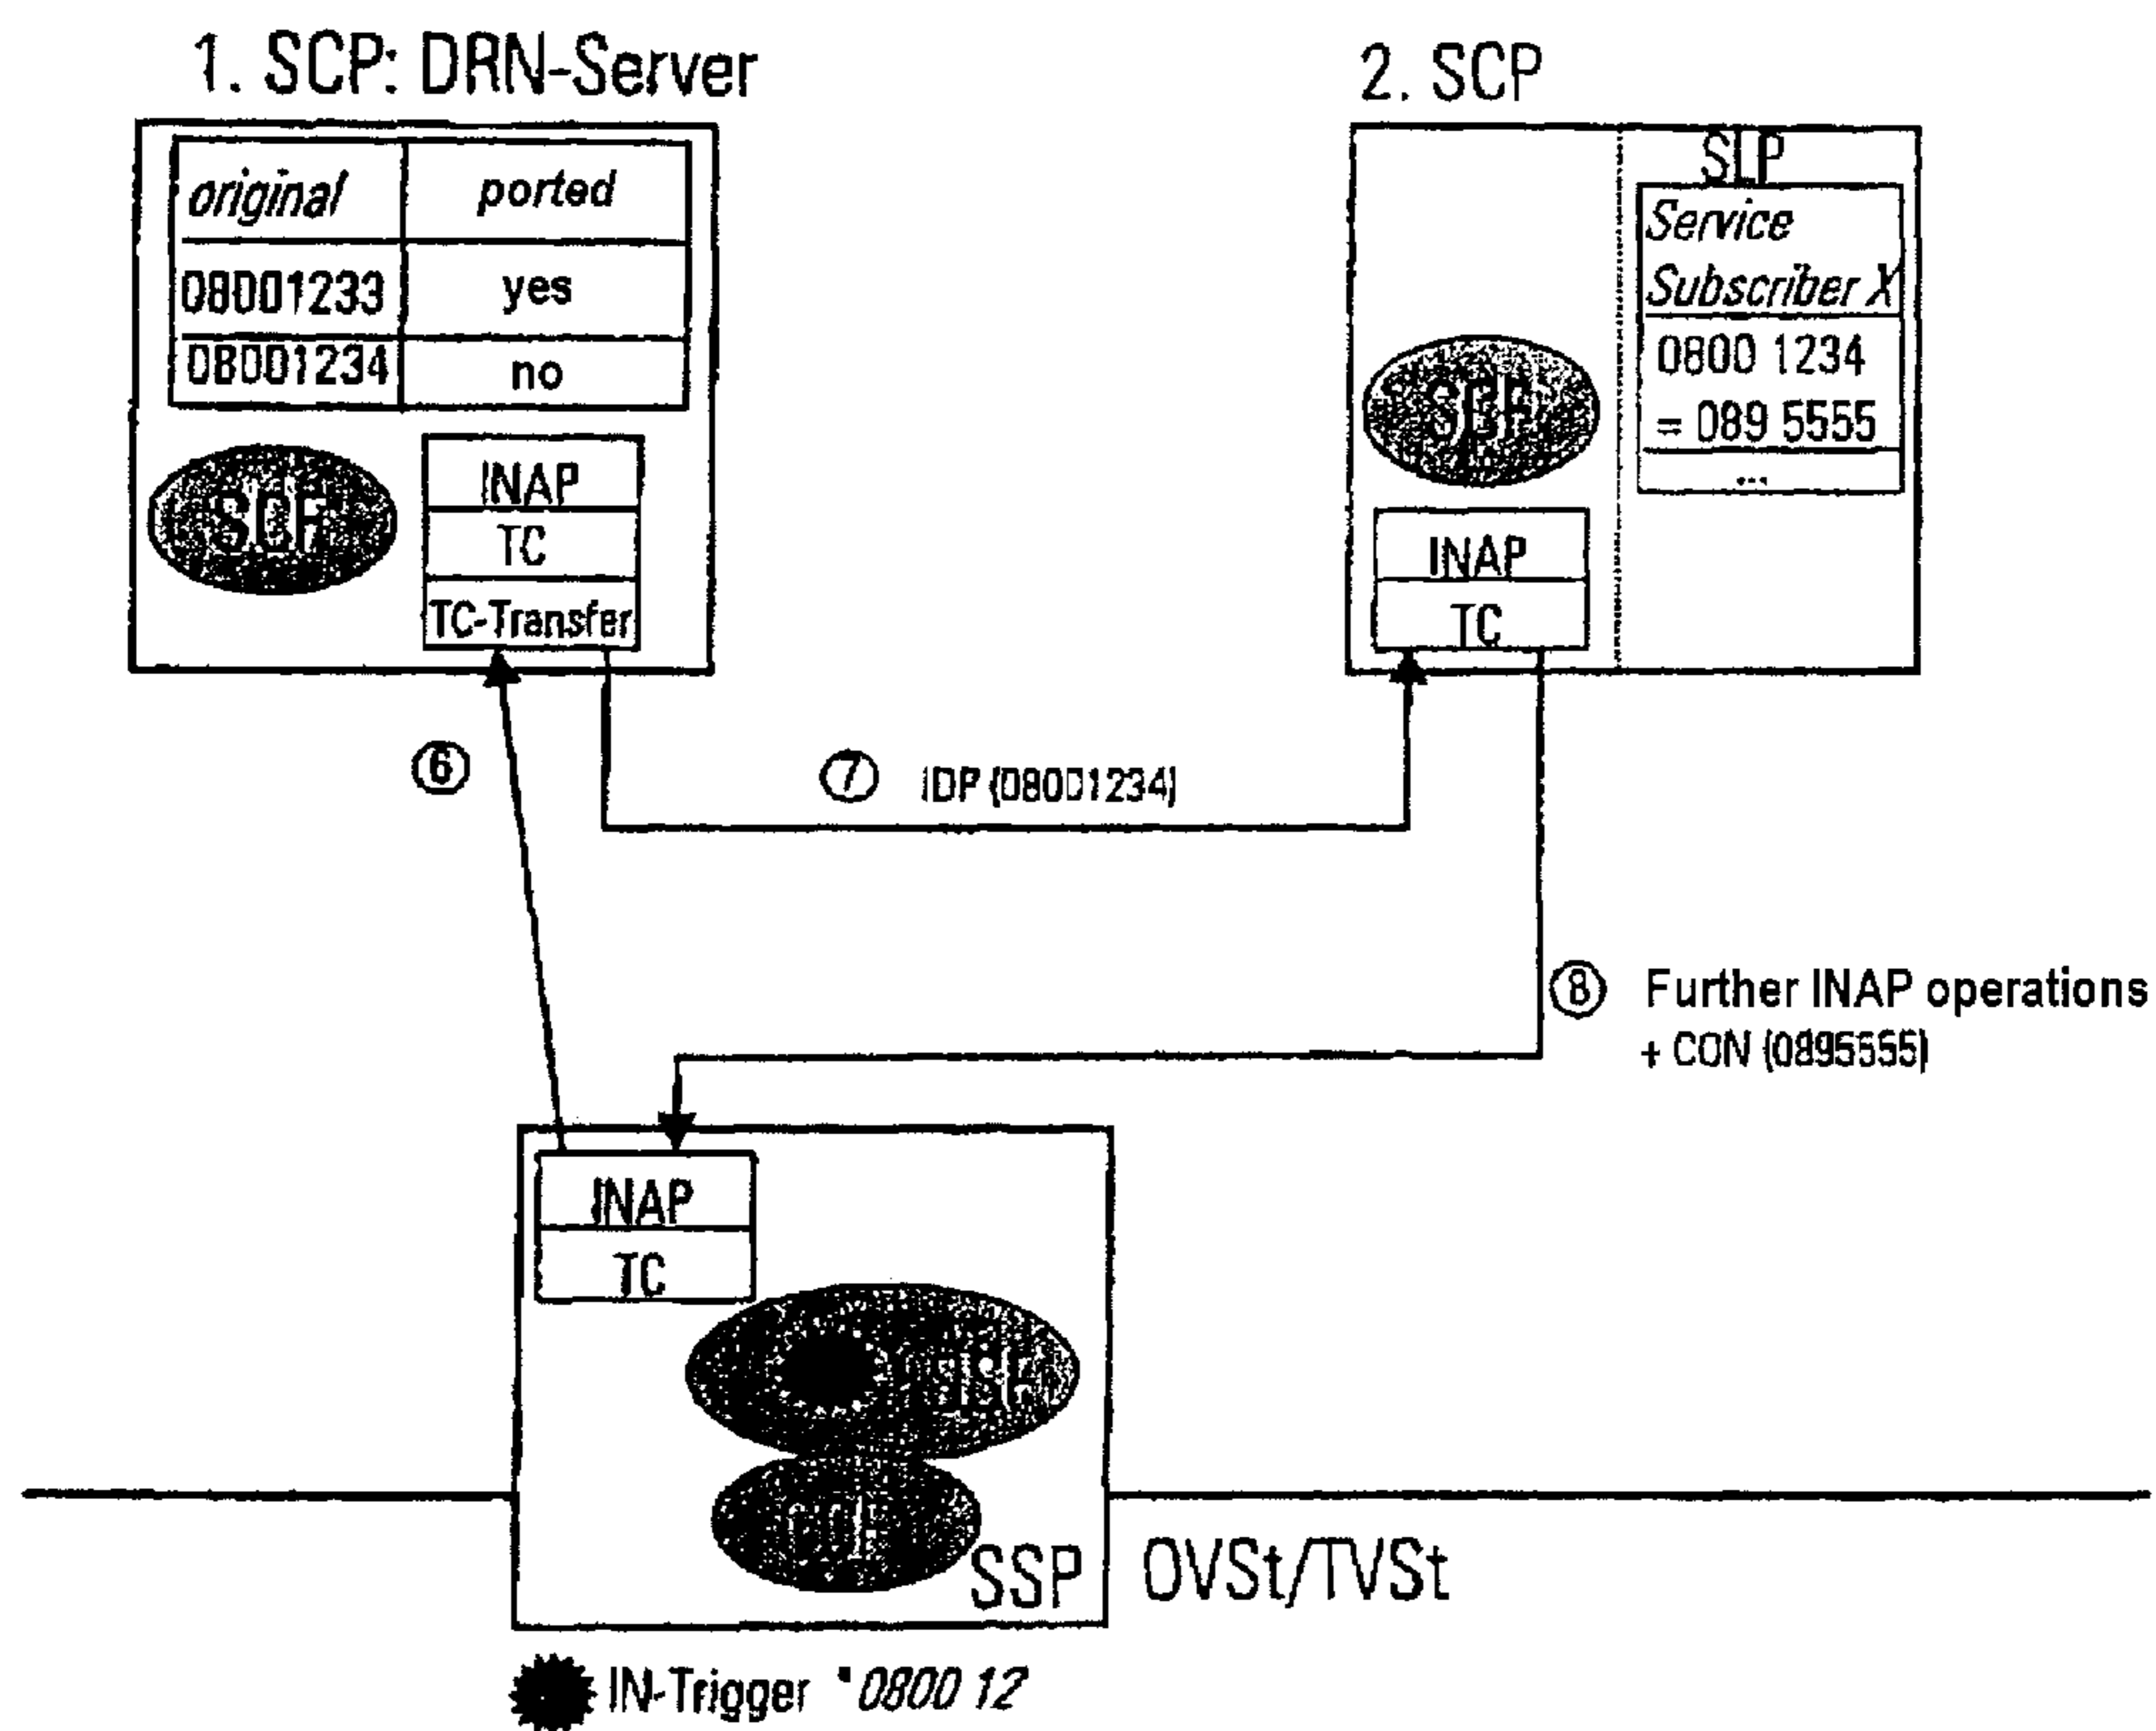 1. SCP: DRN-Server
original ported
08001233 yes
08001234 no
SCF
INAP
TC
TC-Transfer
2. SCP
SLP
Service
Subscriber X
0800 1234
= 089 5555
...
SCF
INAP
TC
6
7 IDP (08001234)
8 Further INAP operations
+ CON (0895555)
INAP
TC
SSP OVSt/TVSt
IN-Trigger "0800 12